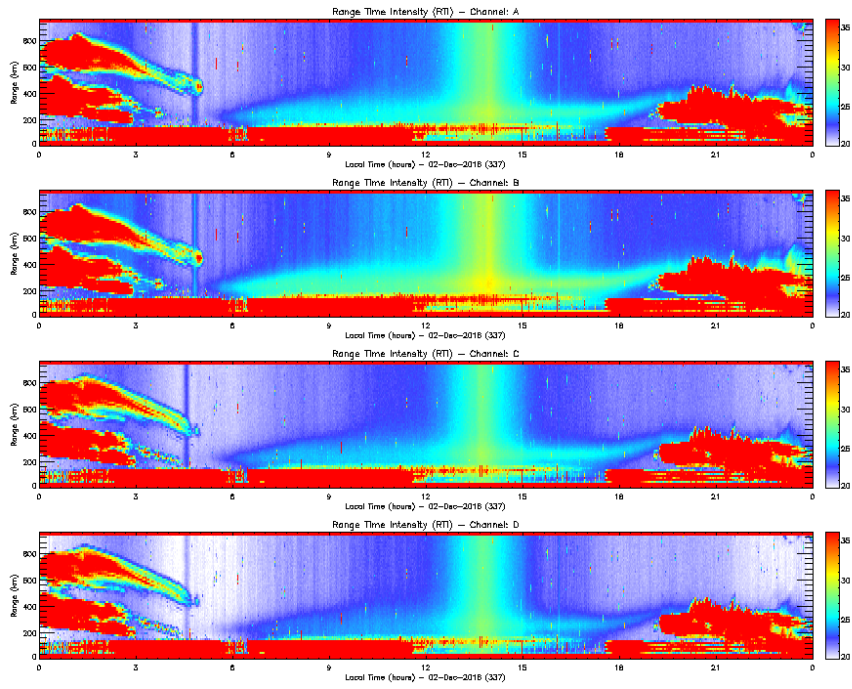 Range Time Intensity (RTI) – Channel: A
Range (km)
800
600
400
200
0
35
30
25
20
0 3 6 9 12 15 18 21 0
Local Time (hours) – 02–Dec–2018 (337)
Range Time Intensity (RTI) – Channel: B
Range (km)
800
600
400
200
0
35
30
25
20
0 3 6 9 12 15 18 21 0
Local Time (hours) – 02–Dec–2018 (337)
Range Time Intensity (RTI) – Channel: C
Range (km)
800
600
400
200
0
35
30
25
20
0 3 6 9 12 15 18 21 0
Local Time (hours) – 02–Dec–2018 (337)
Range Time Intensity (RTI) – Channel: D
Range (km)
800
600
400
200
0
35
30
25
20
0 3 6 9 12 15 18 21 0
Local Time (hours) – 02–Dec–2018 (337)